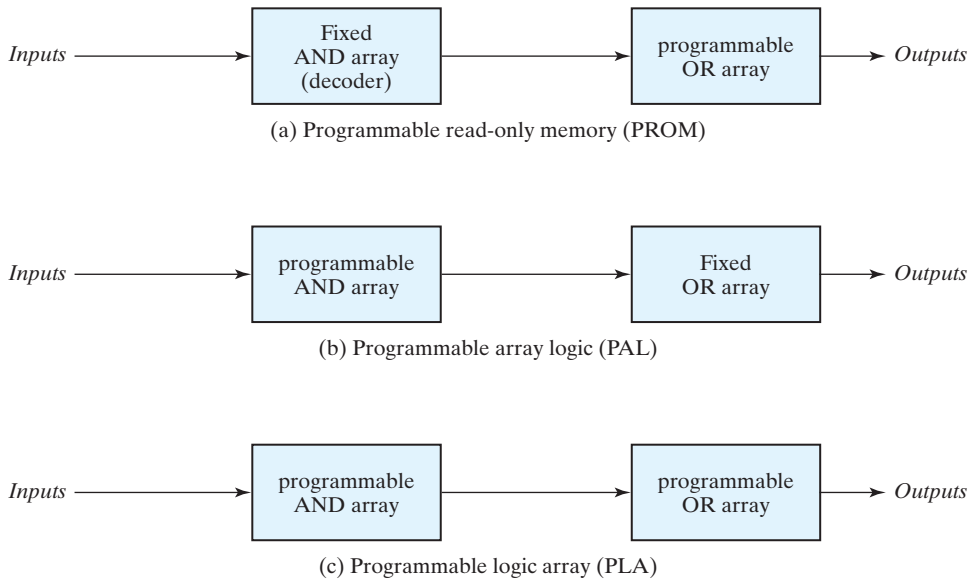 Inputs
Fixed
AND array
(decoder)
programmable
OR array
Outputs
(a) Programmable read-only memory (PROM)
Inputs
programmable
AND array
Fixed
OR array
Outputs
(b) Programmable array logic (PAL)
Inputs
programmable
AND array
programmable
OR array
Outputs
(c) Programmable logic array (PLA)